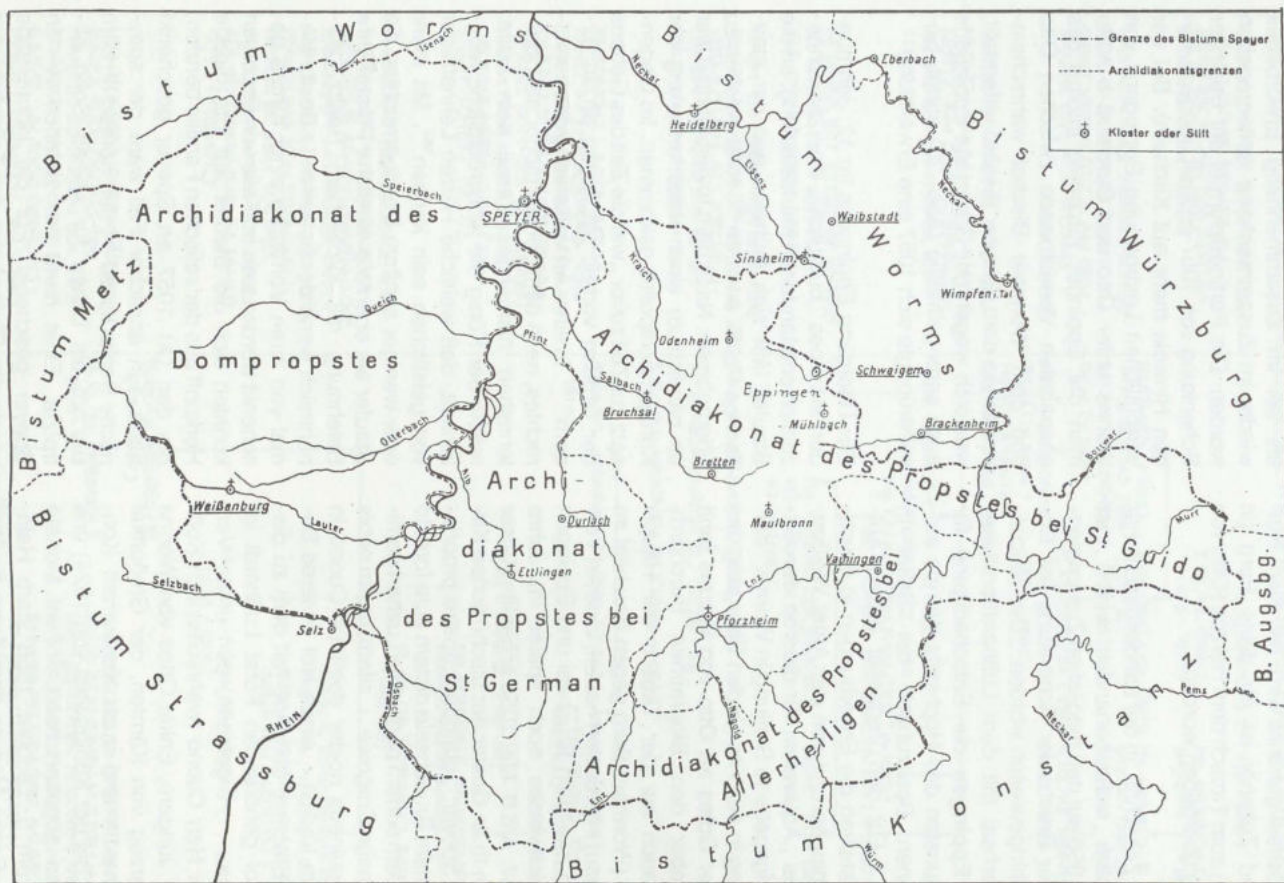 Grenze des Bistums Speyer
Archidiakonatsgrenzen
Kloster oder Stift
Bistum Worms
Bistum Worms
Bistum Würzburg
Isenach
Neckar
Eberbach
Heidelberg
Elsenz
Neckar
Speierbach
SPEYER
Waibstadt
Archidiakonat des
Dompropstes
Kraich
Sinsheim
Wimpfen i. Tal
Bistum Metz
Queich
Pfinz
Odenheim
Archidiakonat des Propstes bei St. Guido
Salbach
Eppingen
Schwaigern
Bruchsal
Mühlbach
Brackenheim
Otterbach
Bretten
Bottwar
Murr
Alb
Weißenburg
Lauter
Archi-
diakonat
des Propstes bei
St. German
Durlach
Maulbronn
Ettlingen
Enz
Vaihingen
B. Augsbg.
Selzbach
Selz
Pforzheim
Bistum Strassburg
RHEIN
Nagold
Archidiakonat des Propstes bei
Allerheiligen
Rems
Neckar
Enz
Würm
Bistum Konstanz